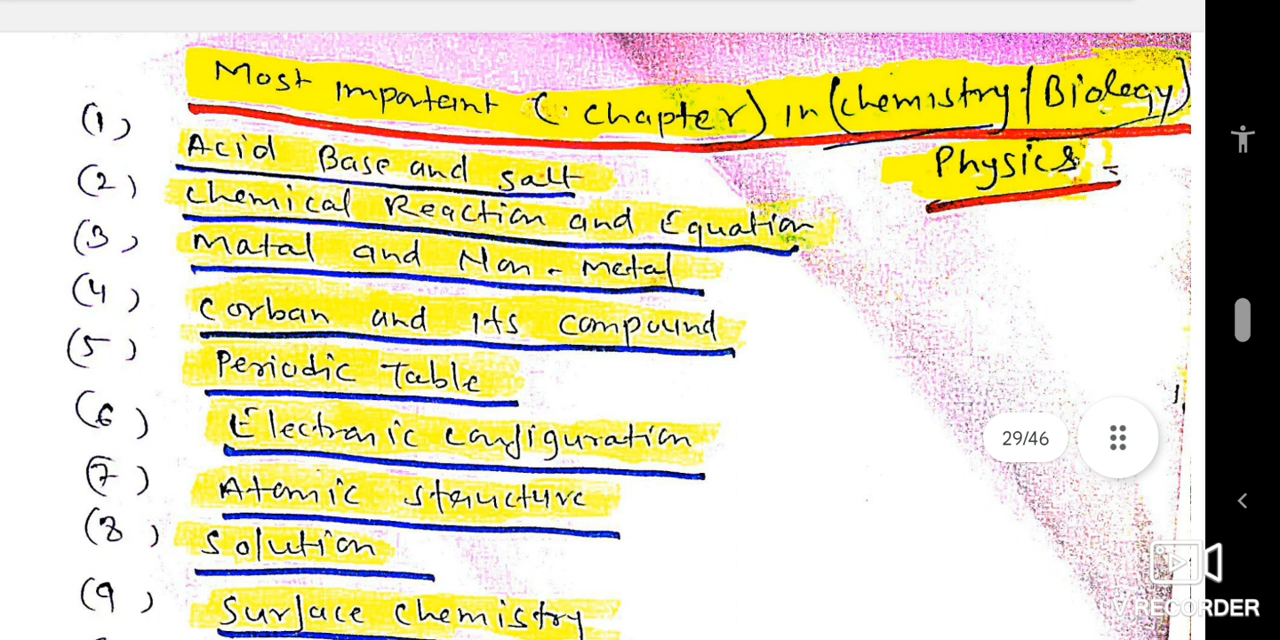 Most Importent (: Chapter) in (Chemistry/Biology)
Physics =
(1) Acid Base and salt
(2) Chemical Reaction and Equation
(3) Matal and Non-Metal
(4) Corban and its compound
(5) Periodic Table
(6) Electronic configuration
(7) Atomic structure
(8) Solution
(9) Surface Chemistry
29/46
V RECORDER